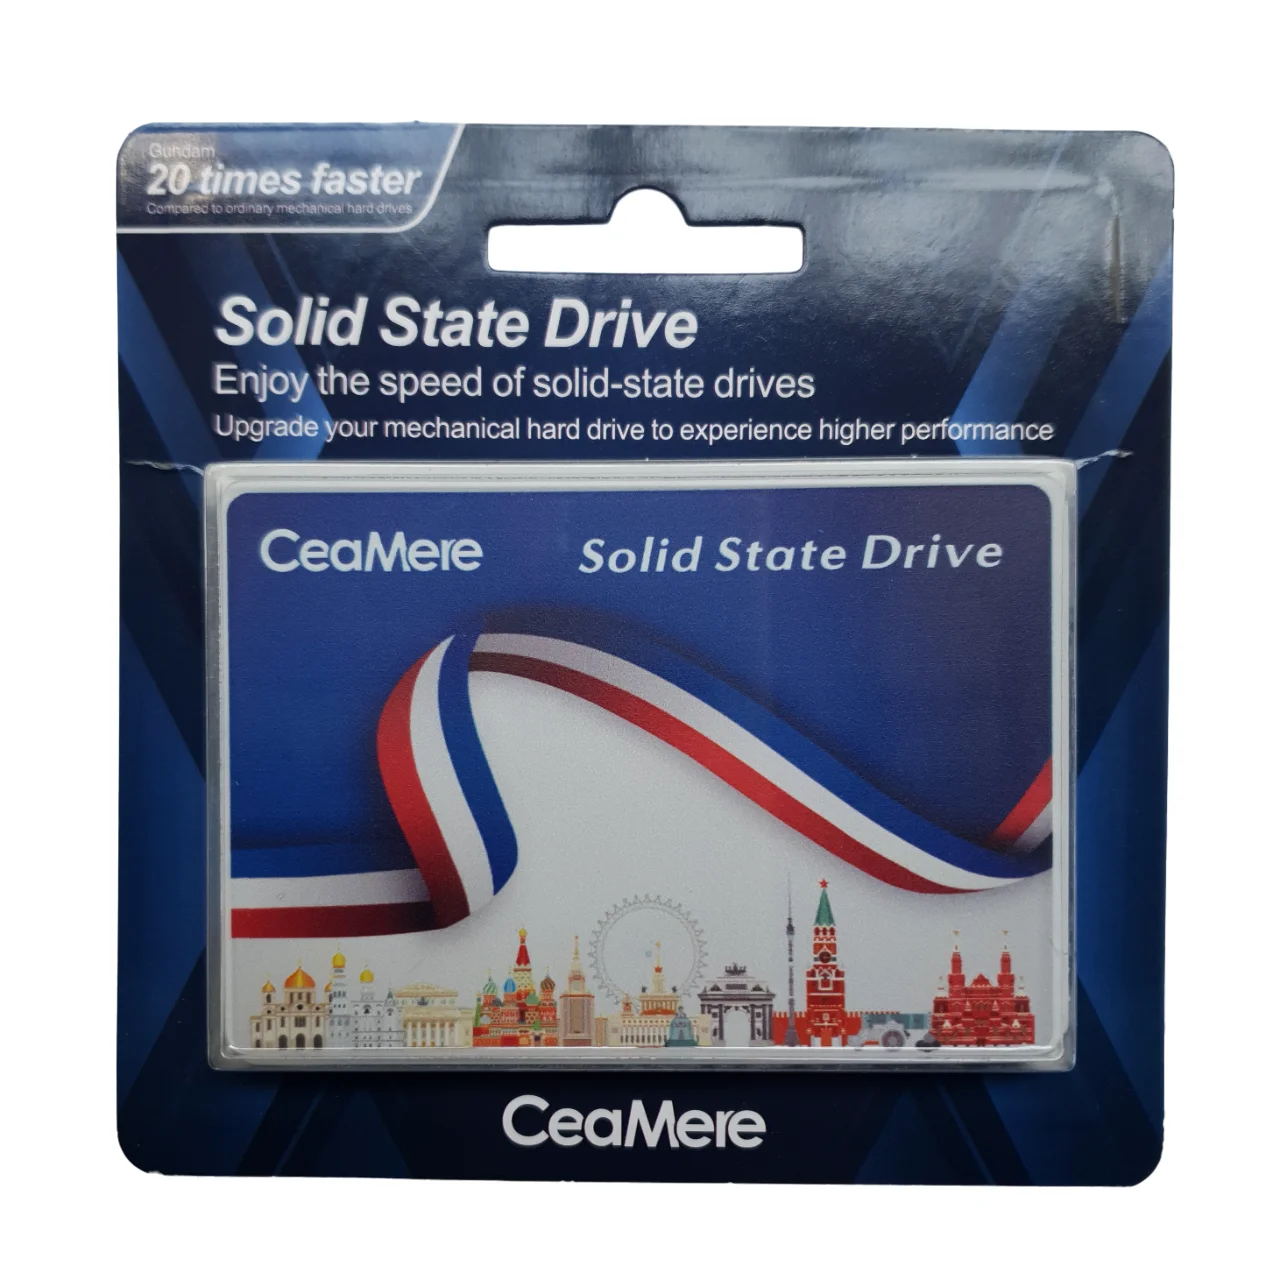 Gundam
20 times faster
Compared to ordinary mechanical hard drives
Solid State Drive
Enjoy the speed of solid-state drives
Upgrade your mechanical hard drive to experience higher performance
CeaMere Solid State Drive
CeaMere